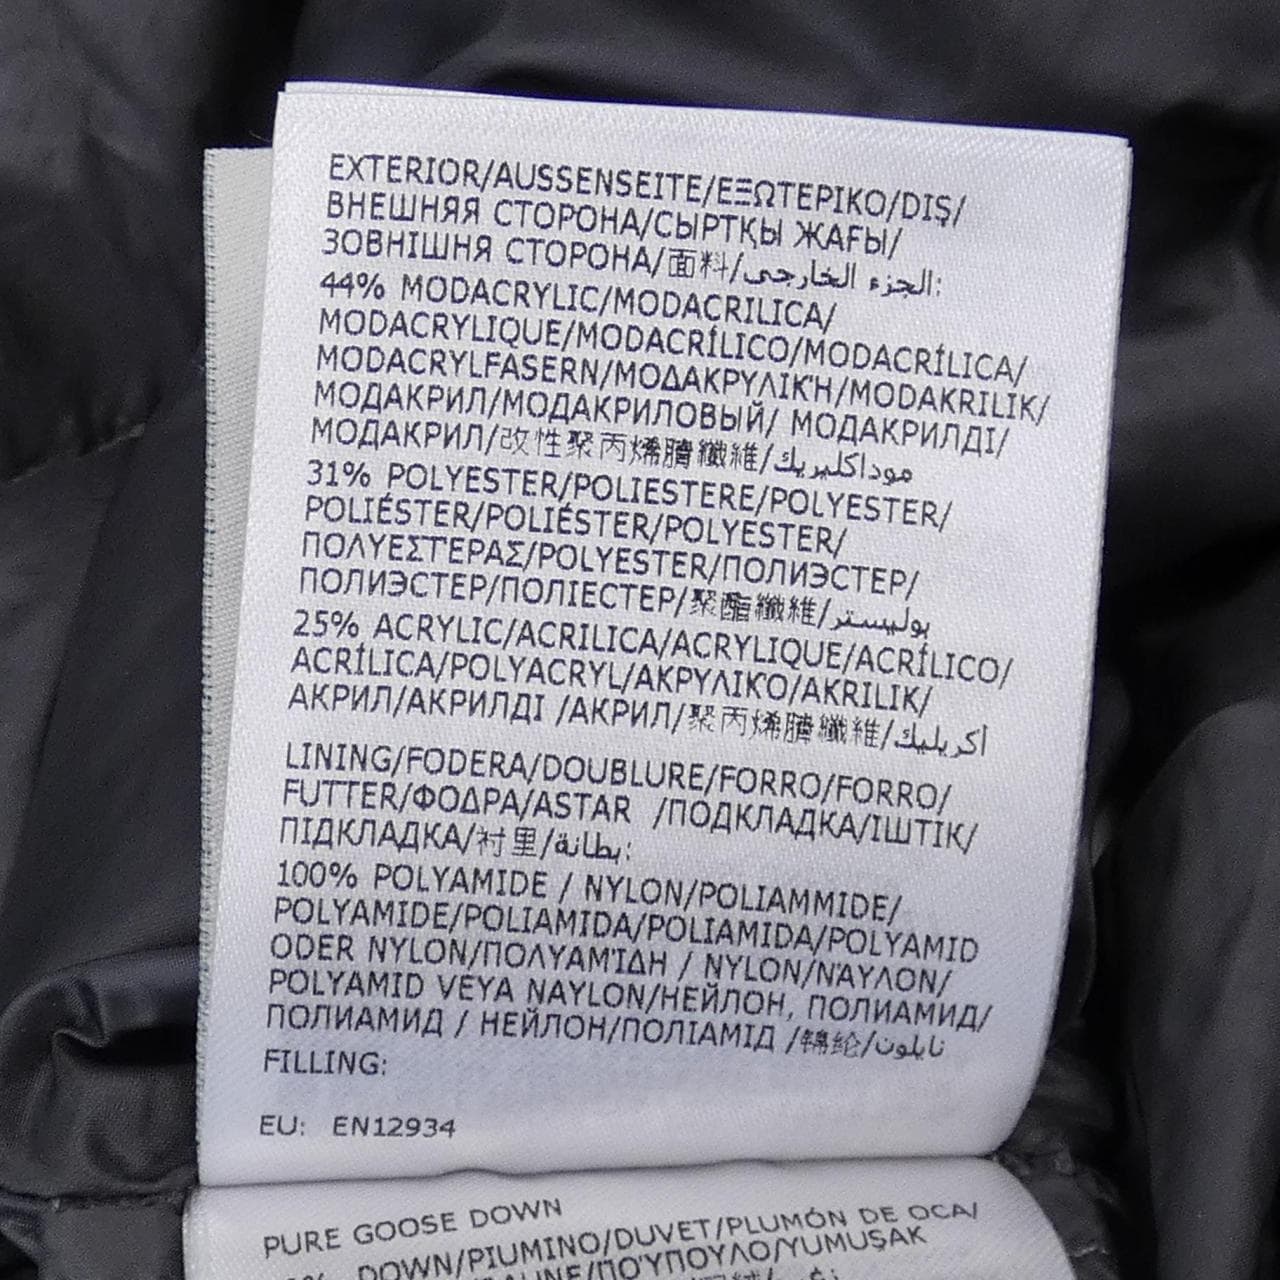 EXTERIOR/AUSSENSEITE/ΕΞΩΤΕΡΙΚΟ/DIŞ/
ВНЕШНЯЯ СТОРОНА/СЫРТҚЫ ЖАҒЫ/
ЗОВНІШНЯ СТОРОНА/面料/الجزء الخارجي:
44% MODACRYLIC/MODACRILICA/
MODACRYLIQUE/MODACRÍLICO/MODACRÍLICA/
MODACRYLFASERN/ΜΟΔΑΚΡΥΛΙΚΉ/MODAKRILIK/
МОДАКРИЛ/МОДАКРИЛОВЫЙ/ МОДАКРИЛДІ/
МОДАКРИЛ/改性聚丙烯腈纖維/موداكليريك
31% POLYESTER/POLIESTERE/POLYESTER/
POLIÉSTER/POLIÉSTER/POLYESTER/
ΠΟΛΥΕΣΤΕΡΑΣ/POLYESTER/ПОЛИЭСТЕР/
ПОЛИЭСТЕР/ПОЛІЕСТЕР/聚酯纖維/بوليستر
25% ACRYLIC/ACRILICA/ACRYLIQUE/ACRÍLICO/
ACRÍLICA/POLYACRYL/ΑΚΡΥΛΙΚΌ/AKRILIK/
АКРИЛ/АКРИЛДІ /АКРИЛ/聚丙烯腈纖維/أكريليك
LINING/FODERA/DOUBLURE/FORRO/FORRO/
FUTTER/ΦΟΔΡΑ/ASTAR /ПОДКЛАДКА/ІШТІК/
ПІДКЛАДКА/衬里/بطانة:
100% POLYAMIDE / NYLON/POLIAMMIDE/
POLYAMIDE/POLIAMIDA/POLIAMIDA/POLYAMID
ODER NYLON/ΠΟΛΥΑΜΊΔΗ / NYLON/ΝΆΥΛΟΝ/
POLYAMID VEYA NAYLON/НЕЙЛОН, ПОЛИАМИД/
ПОЛИАМИД / НЕЙЛОН/ПОЛІАМІД /锦纶/نايلون
FILLING:
EU: EN12934
PURE GOOSE DOWN
DOWN/PIUMINO/DUVET/PLUMÓN DE OCA/
ΠΟΎΠΟΥΛΟ/YUMUŞAK